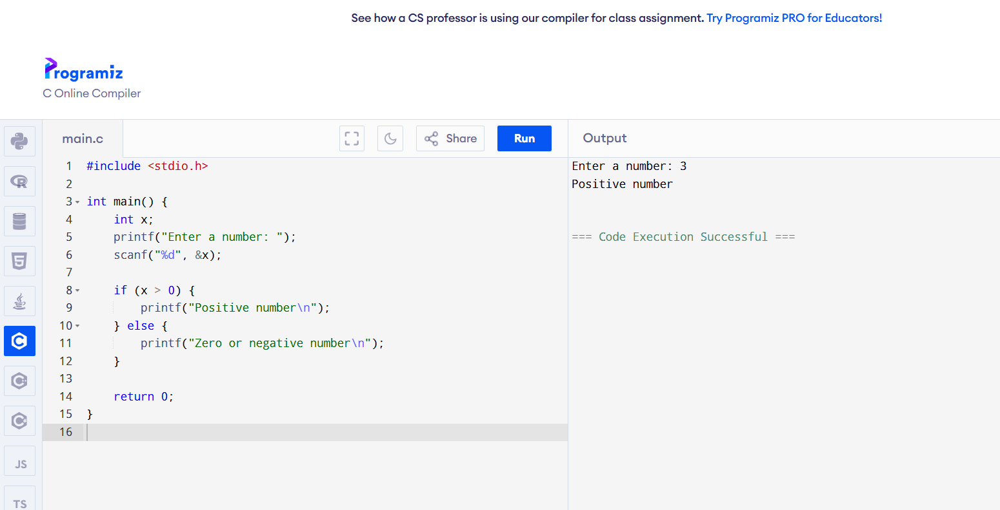 See how a CS professor is using our compiler for class assignment. Try Programiz PRO for Educators!
Programiz
C Online Compiler
main.c
Share
Run
Output
1 #include <stdio.h>
2
3 int main() {
4     int x;
5     printf("Enter a number: ");
6     scanf("%d", &x);
7
8     if (x > 0) {
9         printf("Positive number\n");
10     } else {
11         printf("Zero or negative number\n");
12     }
13
14     return 0;
15 }
16
Enter a number: 3
Positive number
=== Code Execution Successful ===
R
5
C
C++
C#
JS
TS